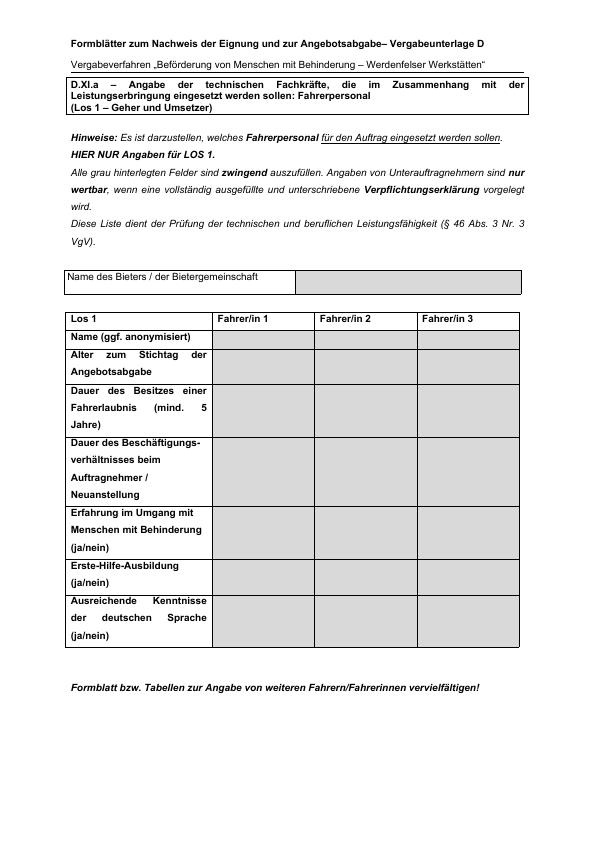 Formblätter zum Nachweis der Eignung und zur Angebotsabgabe– Vergabeunterlage D
Vergabeverfahren „Beförderung von Menschen mit Behinderung – Werdenfelser Werkstätten“
D.XI.a – Angabe der technischen Fachkräfte, die im Zusammenhang mit der
Leistungserbringung eingesetzt werden sollen: Fahrerpersonal
(Los 1 – Geher und Umsetzer)
Hinweise: Es ist darzustellen, welches Fahrerpersonal für den Auftrag eingesetzt werden sollen.
HIER NUR Angaben für LOS 1.
Alle grau hinterlegten Felder sind zwingend auszufüllen. Angaben von Unterauftragnehmern sind nur
wertbar, wenn eine vollständig ausgefüllte und unterschriebene Verpflichtungserklärung vorgelegt
wird.
Diese Liste dient der Prüfung der technischen und beruflichen Leistungsfähigkeit (§ 46 Abs. 3 Nr. 3
VgV).
Name des Bieters / der Bietergemeinschaft
Los 1 Fahrer/in 1 Fahrer/in 2 Fahrer/in 3
Name (ggf. anonymisiert)
Alter zum Stichtag der
Angebotsabgabe
Dauer des Besitzes einer
Fahrerlaubnis (mind. 5
Jahre)
Dauer des Beschäftigungs-
verhältnisses beim
Auftragnehmer /
Neuanstellung
Erfahrung im Umgang mit
Menschen mit Behinderung
(ja/nein)
Erste-Hilfe-Ausbildung
(ja/nein)
Ausreichende Kenntnisse
der deutschen Sprache
(ja/nein)
Formblatt bzw. Tabellen zur Angabe von weiteren Fahrern/Fahrerinnen vervielfältigen!